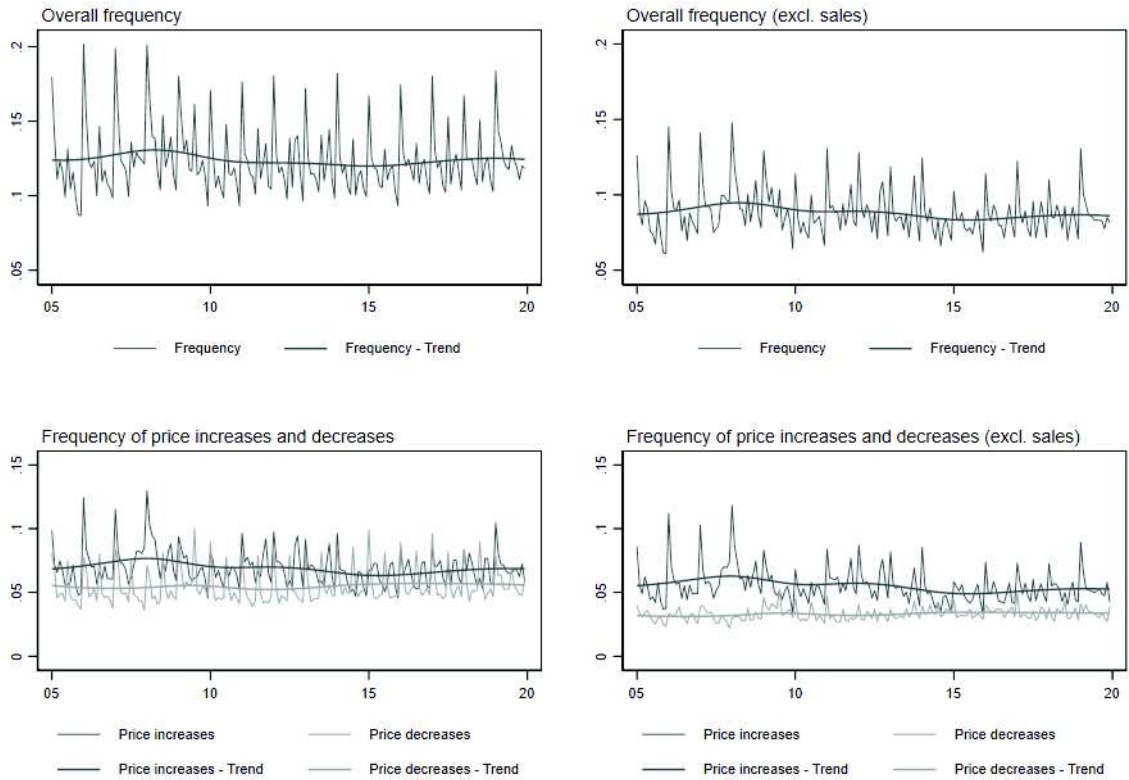 Overall frequency
.2
.15
.1
.05
05 10 15 20
Frequency Frequency - Trend
Overall frequency (excl. sales)
.2
.15
.1
.05
05 10 15 20
Frequency Frequency - Trend
Frequency of price increases and decreases
.15
.1
.05
0
05 10 15 20
Price increases Price decreases
Price increases - Trend Price decreases - Trend
Frequency of price increases and decreases (excl. sales)
.15
.1
.05
0
05 10 15 20
Price increases Price decreases
Price increases - Trend Price decreases - Trend